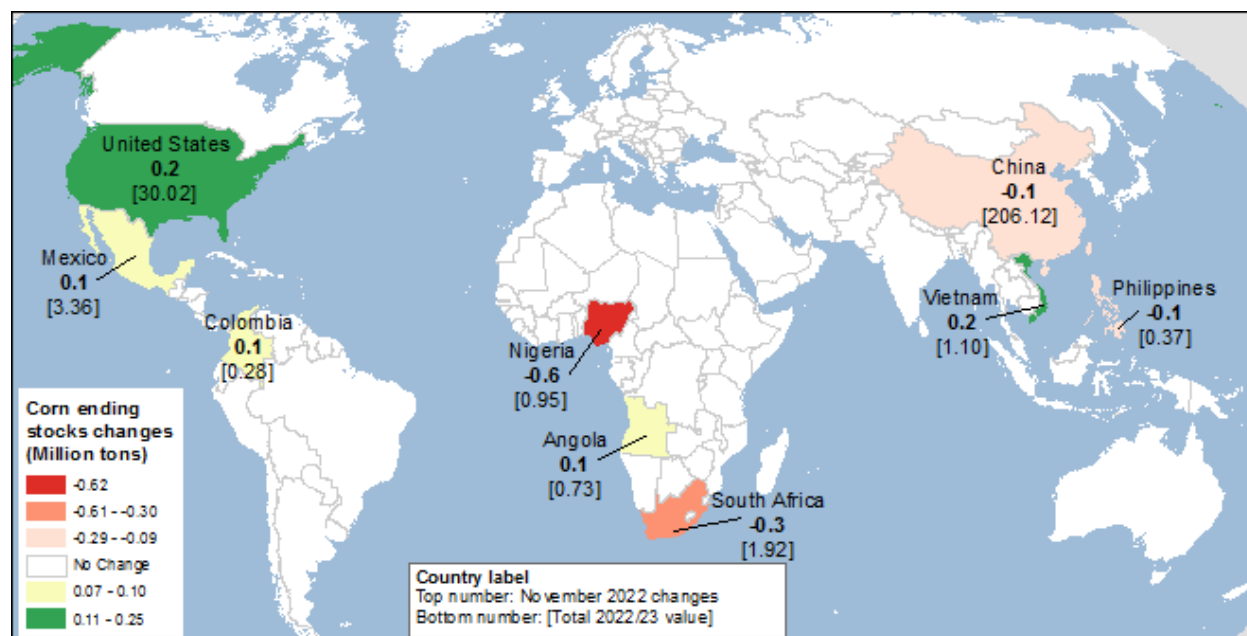 United States
0.2
[30.02]
Mexico
0.1
[3.36]
Colombia
0.1
[0.28]
Nigeria
-0.6
[0.95]
Angola
0.1
[0.73]
South Africa
-0.3
[1.92]
China
-0.1
[206.12]
Vietnam
0.2
[1.10]
Philippines
-0.1
[0.37]
Corn ending
stocks changes
(Million tons)
-0.62
-0.61 - -0.30
-0.29 - -0.09
No Change
0.07 - 0.10
0.11 - 0.25
Country label
Top number: November 2022 changes
Bottom number: [Total 2022/23 value]